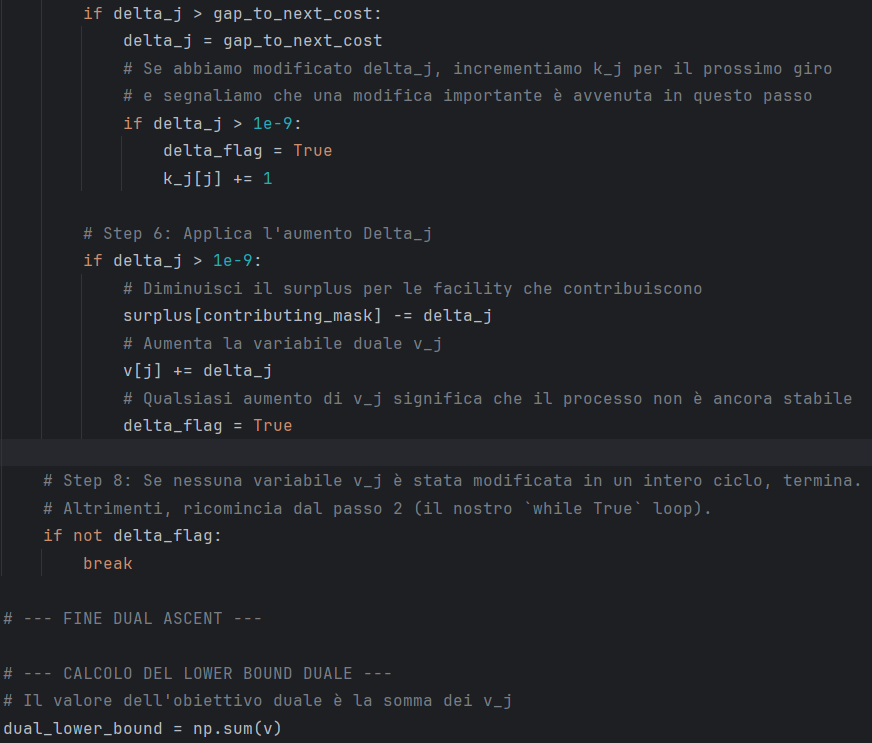 if delta_j > gap_to_next_cost:
delta_j = gap_to_next_cost
# Se abbiamo modificato delta_j, incrementiamo k_j per il prossimo giro
# e segnaliamo che una modifica importante è avvenuta in questo passo
if delta_j > 1e-9:
delta_flag = True
k_j[j] += 1
# Step 6: Applica l'aumento Delta_j
if delta_j > 1e-9:
# Diminuisci il surplus per le facility che contribuiscono
surplus[contributing_mask] -= delta_j
# Aumenta la variabile duale v_j
v[j] += delta_j
# Qualsiasi aumento di v_j significa che il processo non è ancora stabile
delta_flag = True
# Step 8: Se nessuna variabile v_j è stata modificata in un intero ciclo, termina.
# Altrimenti, ricomincia dal passo 2 (il nostro `while True` loop).
if not delta_flag:
break
# --- FINE DUAL ASCENT ---
# --- CALCOLO DEL LOWER BOUND DUALE ---
# Il valore dell'obiettivo duale è la somma dei v_j
dual_lower_bound = np.sum(v)